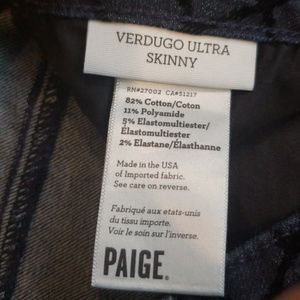 VERDUGO ULTRA
SKINNY
RN#27002 CA#51217
82% Cotton/Coton
11% Polyamide
5% Elastomultiester/
Élastomultiester
2% Elastane/Élasthanne
Made in the USA
of Imported fabric.
See care on reverse.
Fabriqué aux etats-unis
du tissu importe.
Voir le soin sur l'inverse.
PAIGE®